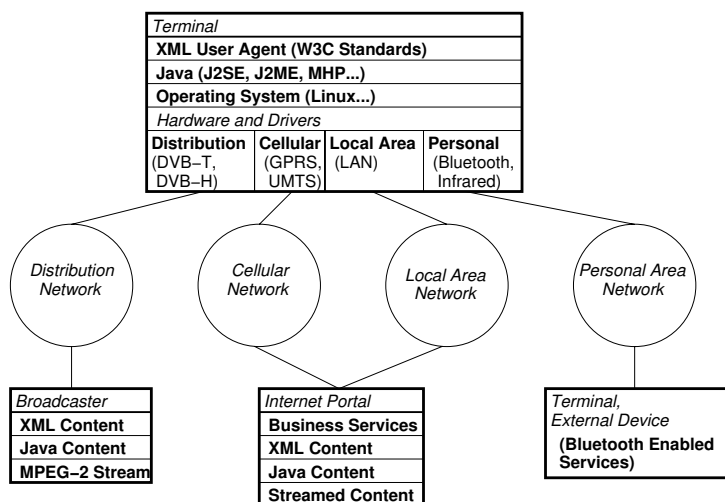 Terminal
XML User Agent (W3C Standards)
Java (J2SE, J2ME, MHP...)
Operating System (Linux...)
Hardware and Drivers
Distribution
(DVB−T,
DVB−H)
Cellular
(GPRS,
UMTS)
Local Area
(LAN)
Personal
(Bluetooth,
Infrared)
Distribution
Network
Cellular
Network
Local Area
Network
Personal Area
Network
Broadcaster
XML Content
Java Content
MPEG−2 Stream
Internet Portal
Business Services
XML Content
Java Content
Streamed Content
Terminal,
External Device
(Bluetooth Enabled
Services)